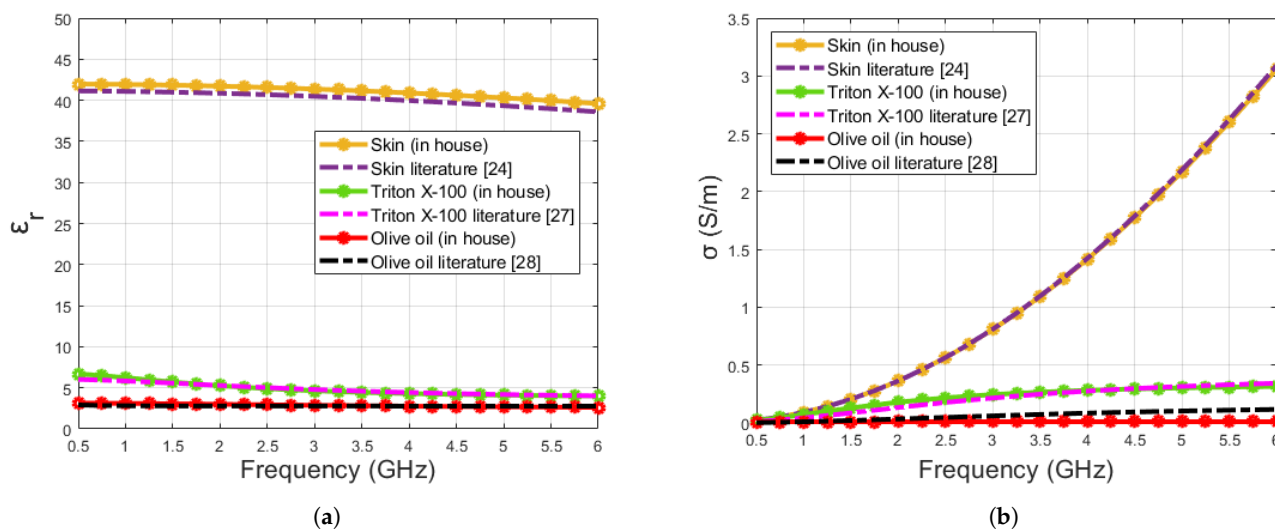 50
45
40
35
30
25
20
15
10
5
0
εr
Skin (in house)
Skin literature [24]
Triton X-100 (in house)
Triton X-100 literature [27]
Olive oil (in house)
Olive oil literature [28]
0.5 1 1.5 2 2.5 3 3.5 4 4.5 5 5.5 6
Frequency (GHz)
(a)
3.5
3
2.5
2
1.5
1
0.5
0
σ (S/m)
Skin (in house)
Skin literature [24]
Triton X-100 (in house)
Triton X-100 literature [27]
Olive oil (in house)
Olive oil literature [28]
0.5 1 1.5 2 2.5 3 3.5 4 4.5 5 5.5 6
Frequency (GHz)
(b)